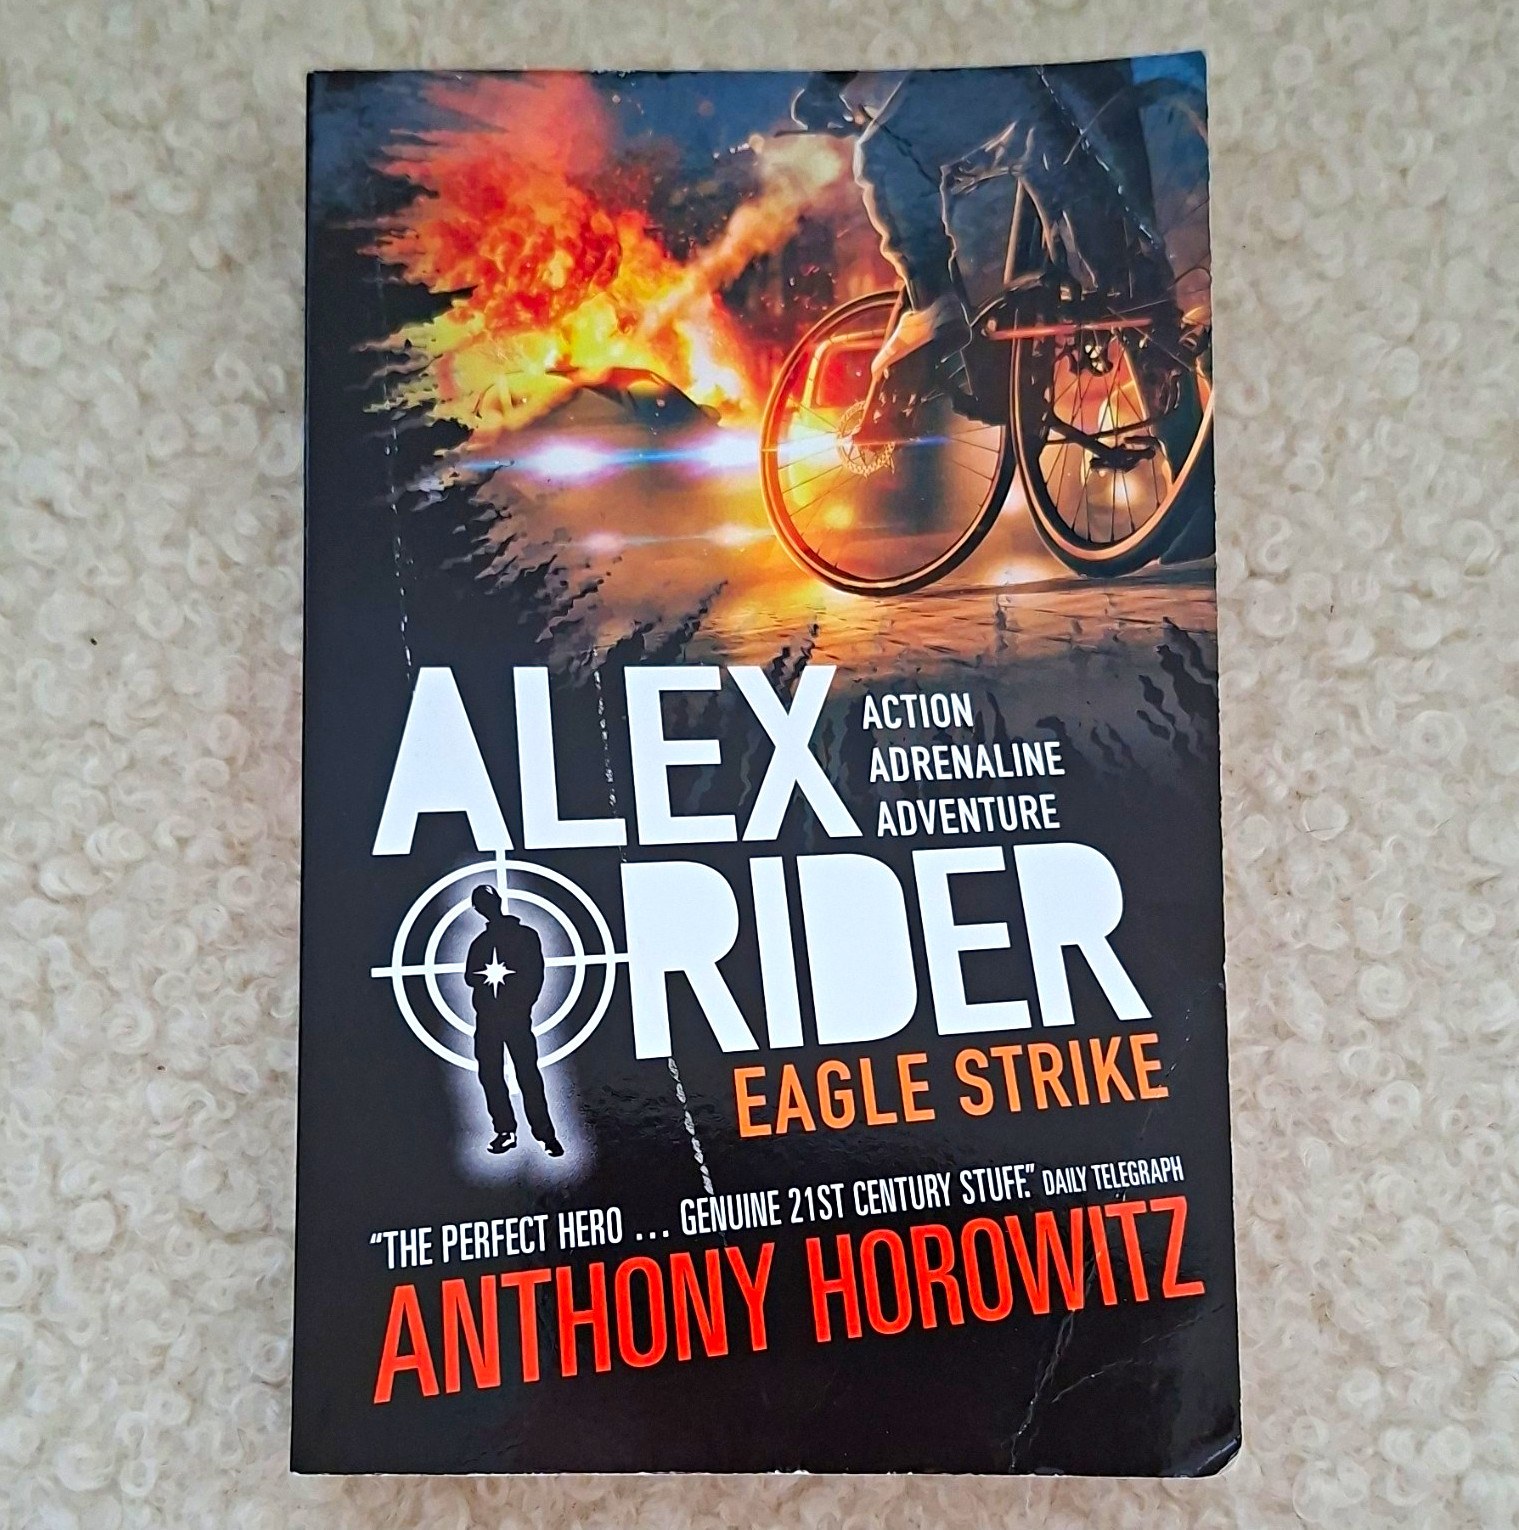 ALEX
ACTION
ADRENALINE
ADVENTURE
RIDER
EAGLE STRIKE
“THE PERFECT HERO ... GENUINE 21ST CENTURY STUFF.” DAILY TELEGRAPH
ANTHONY HOROWITZ